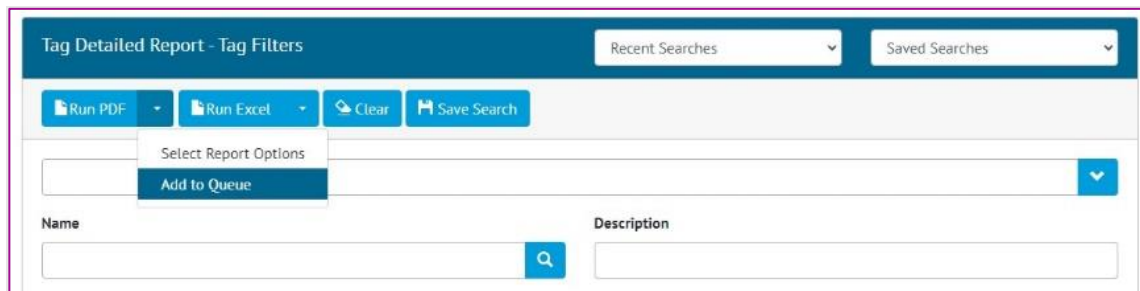 Tag Detailed Report - Tag Filters Recent Searches Saved Searches
Run PDF Run Excel Clear Save Search
Select Report Options
Add to Queue
Name Description